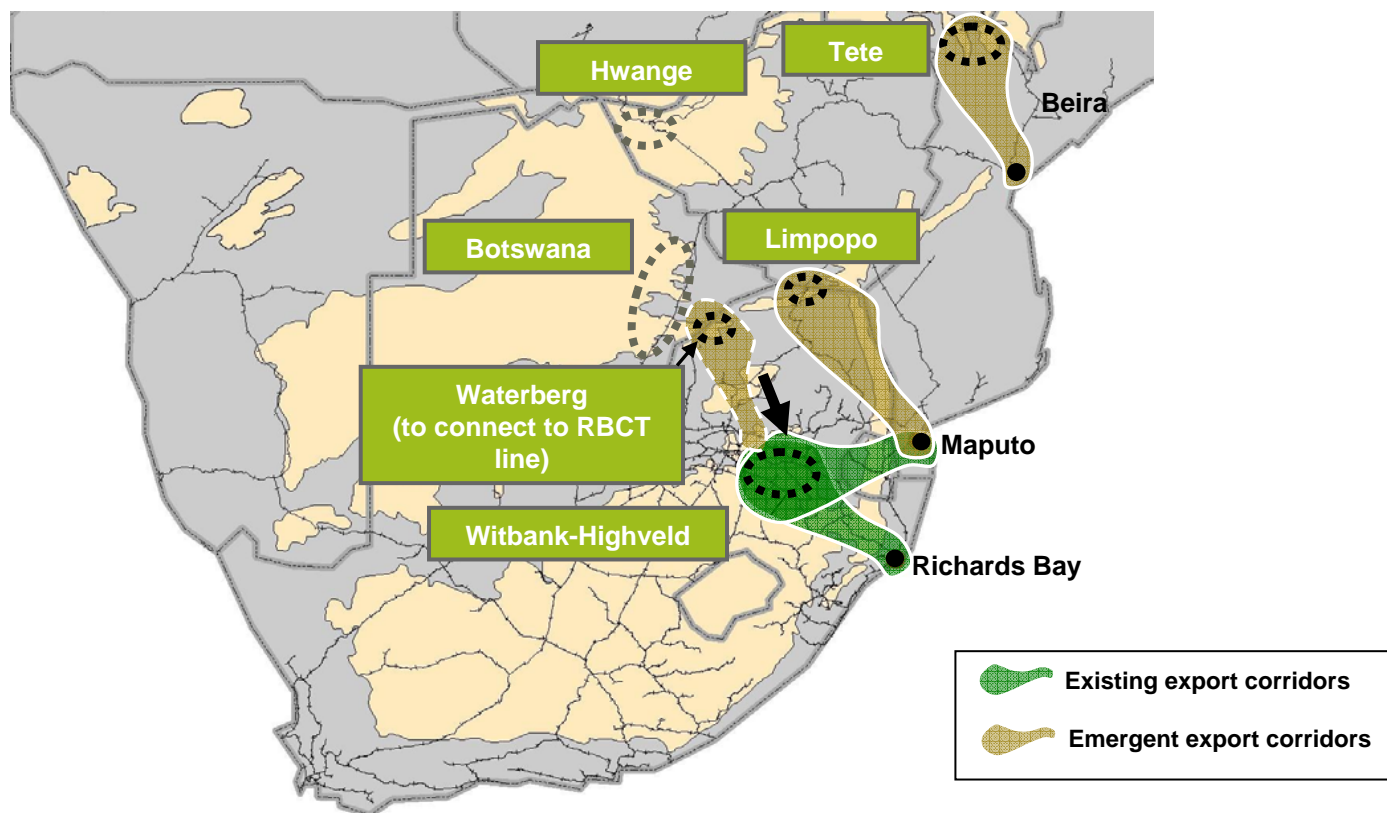 Tete
Hwange
Beira
Botswana
Limpopo
Waterberg
(to connect to RBCT
line)
Maputo
Witbank-Highveld
Richards Bay
Existing export corridors
Emergent export corridors